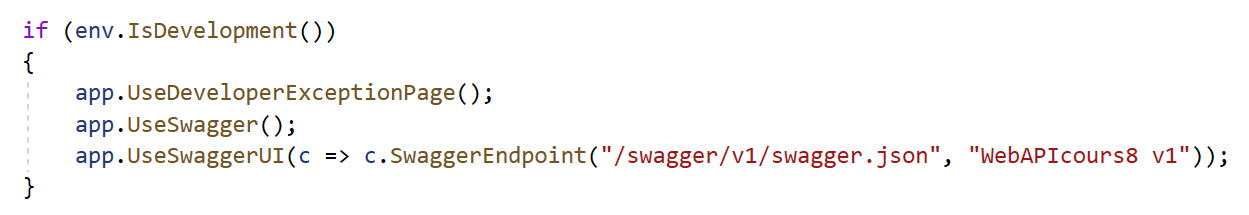 if (env.IsDevelopment())
{
    app.UseDeveloperExceptionPage();
    app.UseSwagger();
    app.UseSwaggerUI(c => c.SwaggerEndpoint("/swagger/v1/swagger.json", "WebAPIcours8 v1"));
}